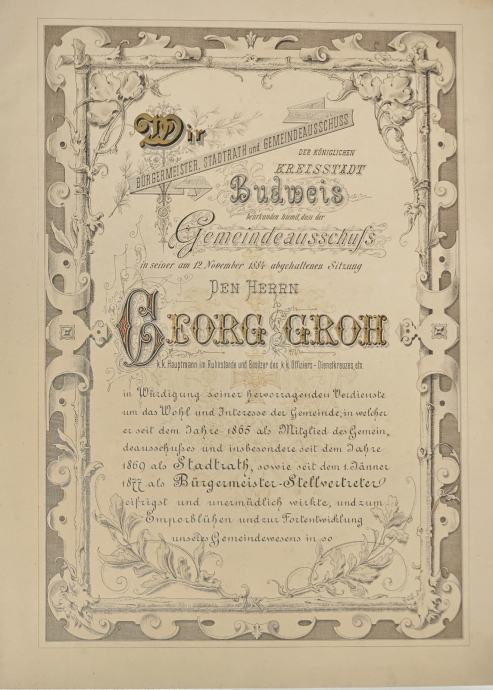 Wir
BÜRGERMEISTER, STADTRATH und GEMEINDEAUSSCHUSS
DER KÖNIGLICHEN
KREISSTADT
Budweis
beurkunden hiemit, dass der
Gemeindeausschuſs
in seiner am 12. November 1884 abgehaltenen Sitzung
DEN HERRN
GEORG GROH
k.k. Hauptmann im Ruhestande und Besitzer des k.k. Offiziers-Dienstkreuzes, etc.
in Würdigung seiner hervorragenden Verdienste
um das Wohl und Interesse der Gemeinde, in welcher
er seit dem Jahre 1865 als Mitglied des Gemein„
deausschuſses und insbesondere seit dem Jahre
1869 als Stadtrath, sowie seit dem 1. Jänner
1877 als Bürgermeister-Stellvertreter
eifrigst und unermüdlich wirkte, und zum
Emporblühen und zur Fortentwicklung
unseres Gemeindewesens in so